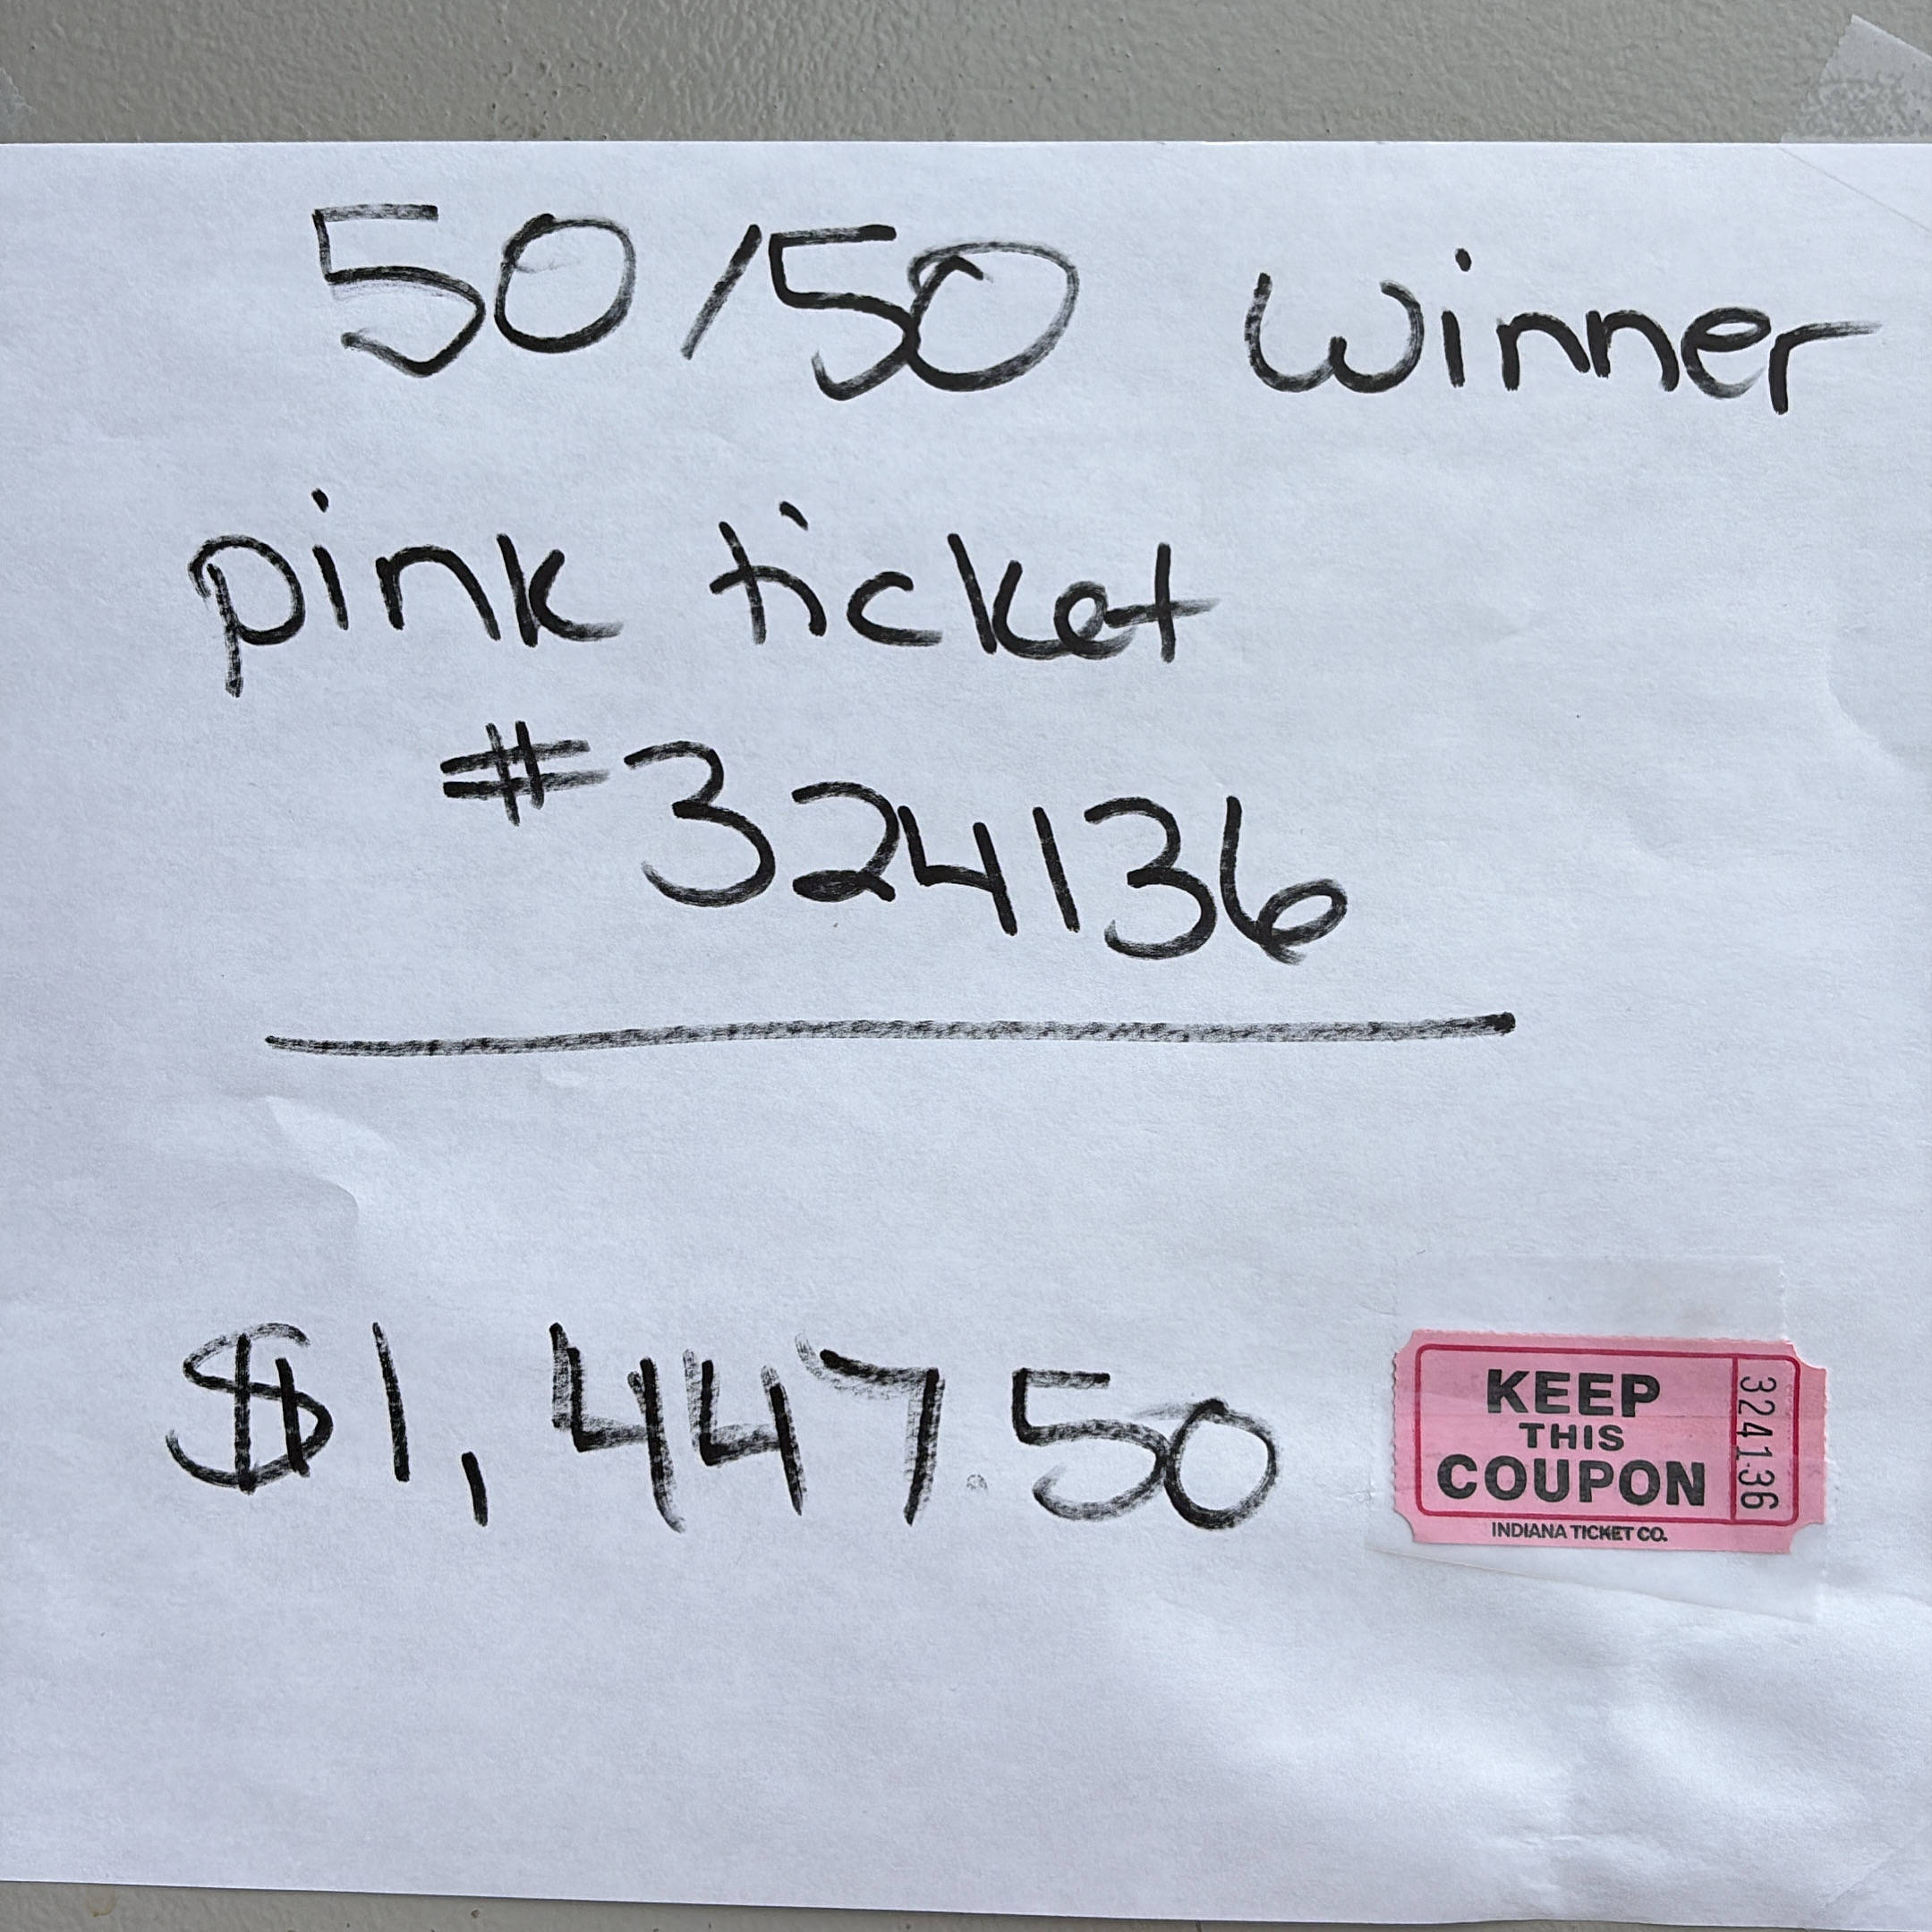 50/50 winner
pink ticket
#324136
$1,447.50
KEEP
THIS
COUPON
324136
INDIANA TICKET CO.